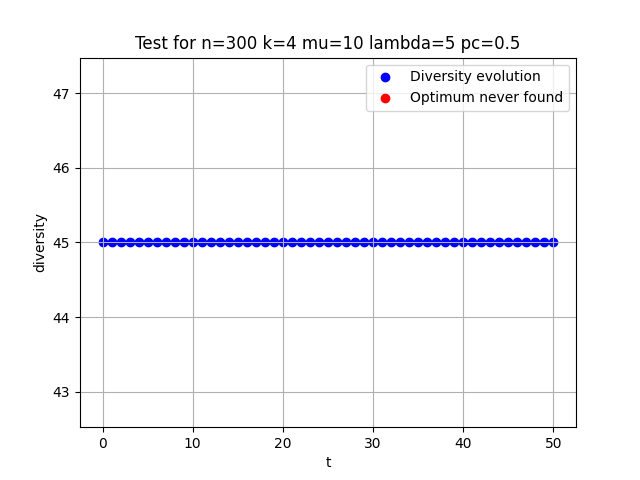 Test for n=300 k=4 mu=10 lambda=5 pc=0.5
Diversity evolution
Optimum never found
47
46
45
44
43
diversity
0 10 20 30 40 50
t